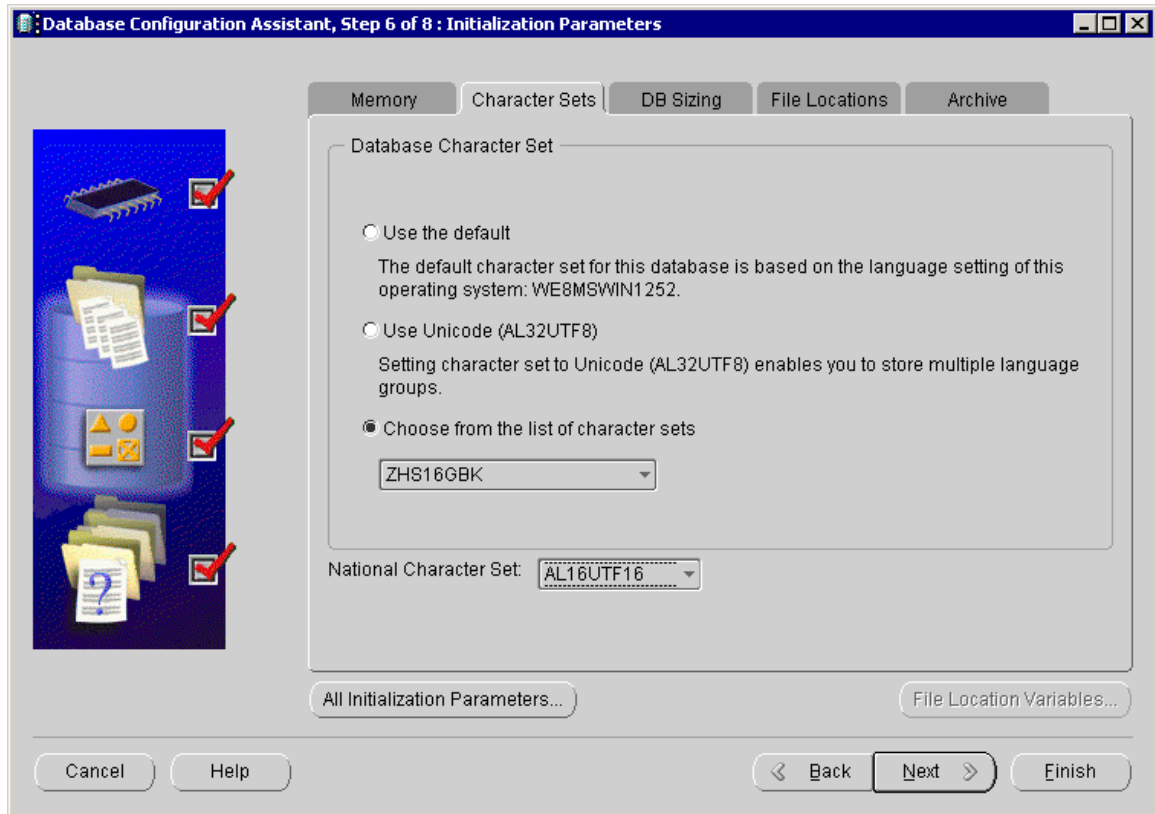 Database Configuration Assistant, Step 6 of 8 : Initialization Parameters
Memory
Character Sets
DB Sizing
File Locations
Archive
Database Character Set
Use the default
The default character set for this database is based on the language setting of this
operating system: WE8MSWIN1252.
Use Unicode (AL32UTF8)
Setting character set to Unicode (AL32UTF8) enables you to store multiple language
groups.
Choose from the list of character sets
ZHS16GBK
National Character Set: AL16UTF16
?
All Initialization Parameters...
File Location Variables...
Cancel
Help
Back
Next
Finish